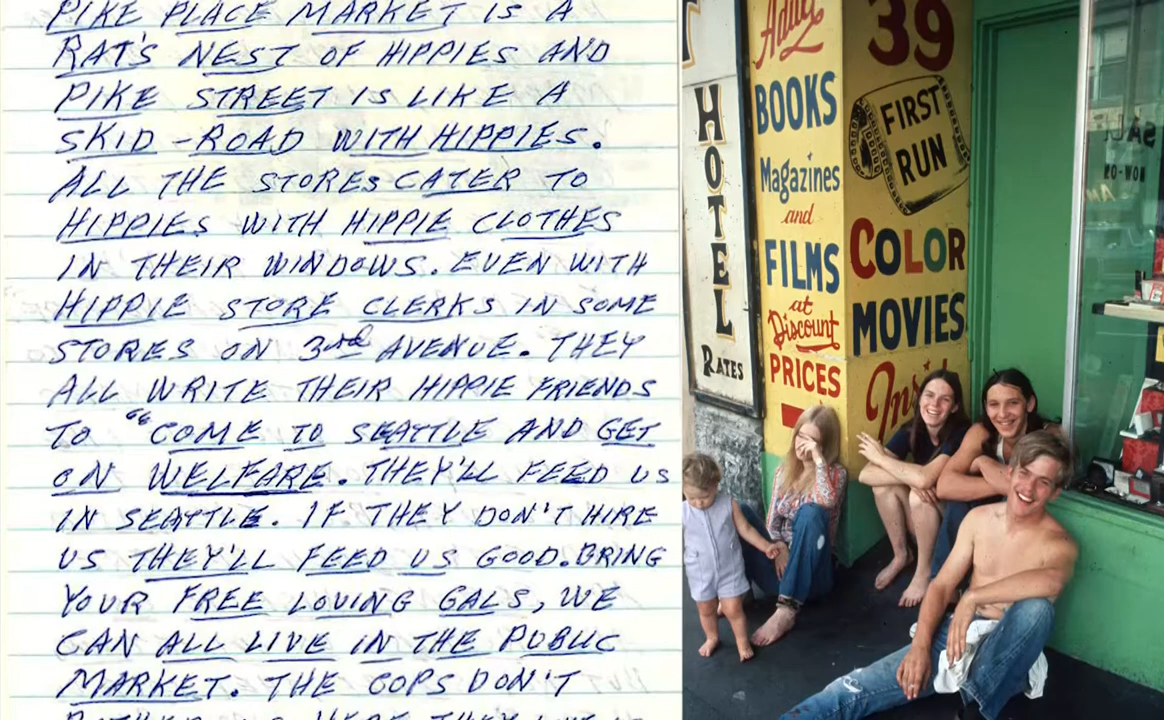 PIKE PLACE MARKET IS A
RAT'S NEST OF HIPPIES AND
PIKE STREET IS LIKE A
SKID-ROAD WITH HIPPIES.
ALL THE STORES CATER TO
HIPPIES WITH HIPPIE CLOTHES
IN THEIR WINDOWS. EVEN WITH
HIPPIE STORE CLERKS IN SOME
STORES ON 3rd AVENUE. THEY
ALL WRITE THEIR HIPPIE FRIENDS
TO "COME TO SEATTLE AND GET
ON WELFARE. THEY'LL FEED US
IN SEATTLE. IF THEY DON'T HIRE
US THEY'LL FEED US GOOD. BRING
YOUR FREE LOVING GALS, WE
CAN ALL LIVE IN THE PUBLIC
MARKET. THE COPS DON'T
HOTEL
RATES
Adult
BOOKS
Magazines
and
FILMS
at
Discount
PRICES
39
FIRST
RUN
COLOR
MOVIES